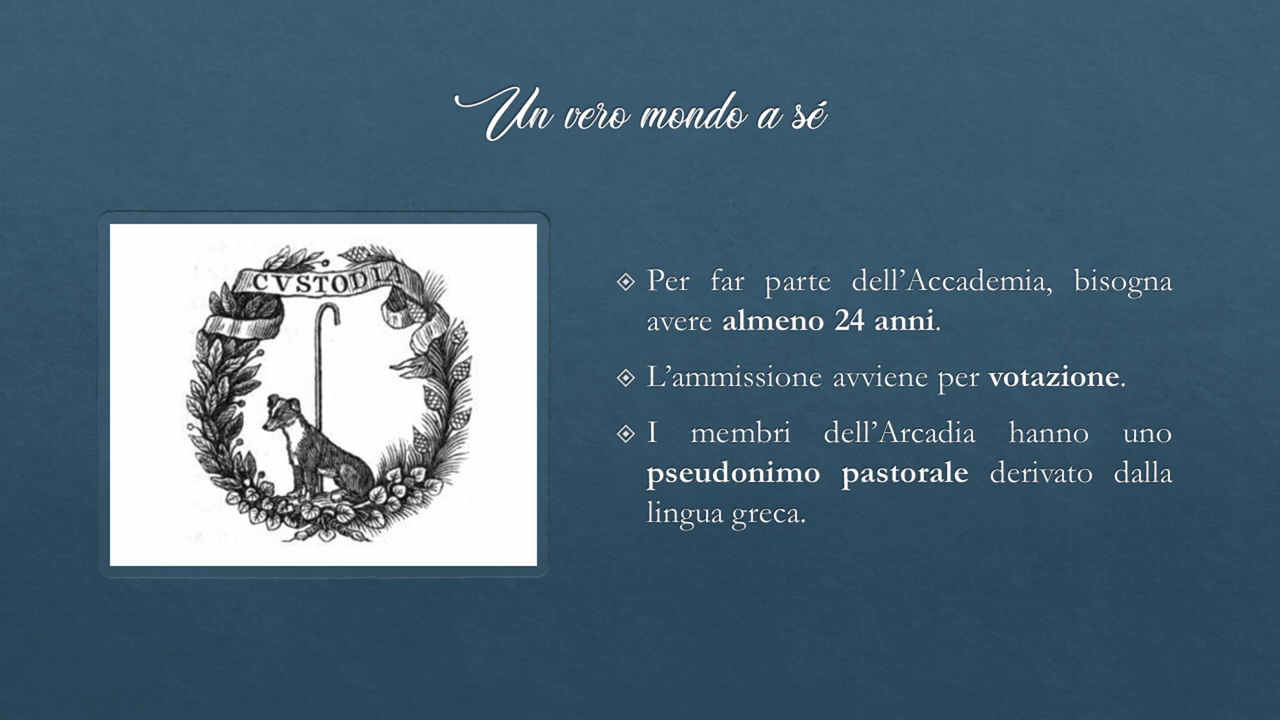 Un vero mondo a sé
CVSTODIA
Per far parte dell’Accademia, bisogna
avere almeno 24 anni.
L’ammissione avviene per votazione.
I membri dell’Arcadia hanno uno
pseudonimo pastorale derivato dalla
lingua greca.